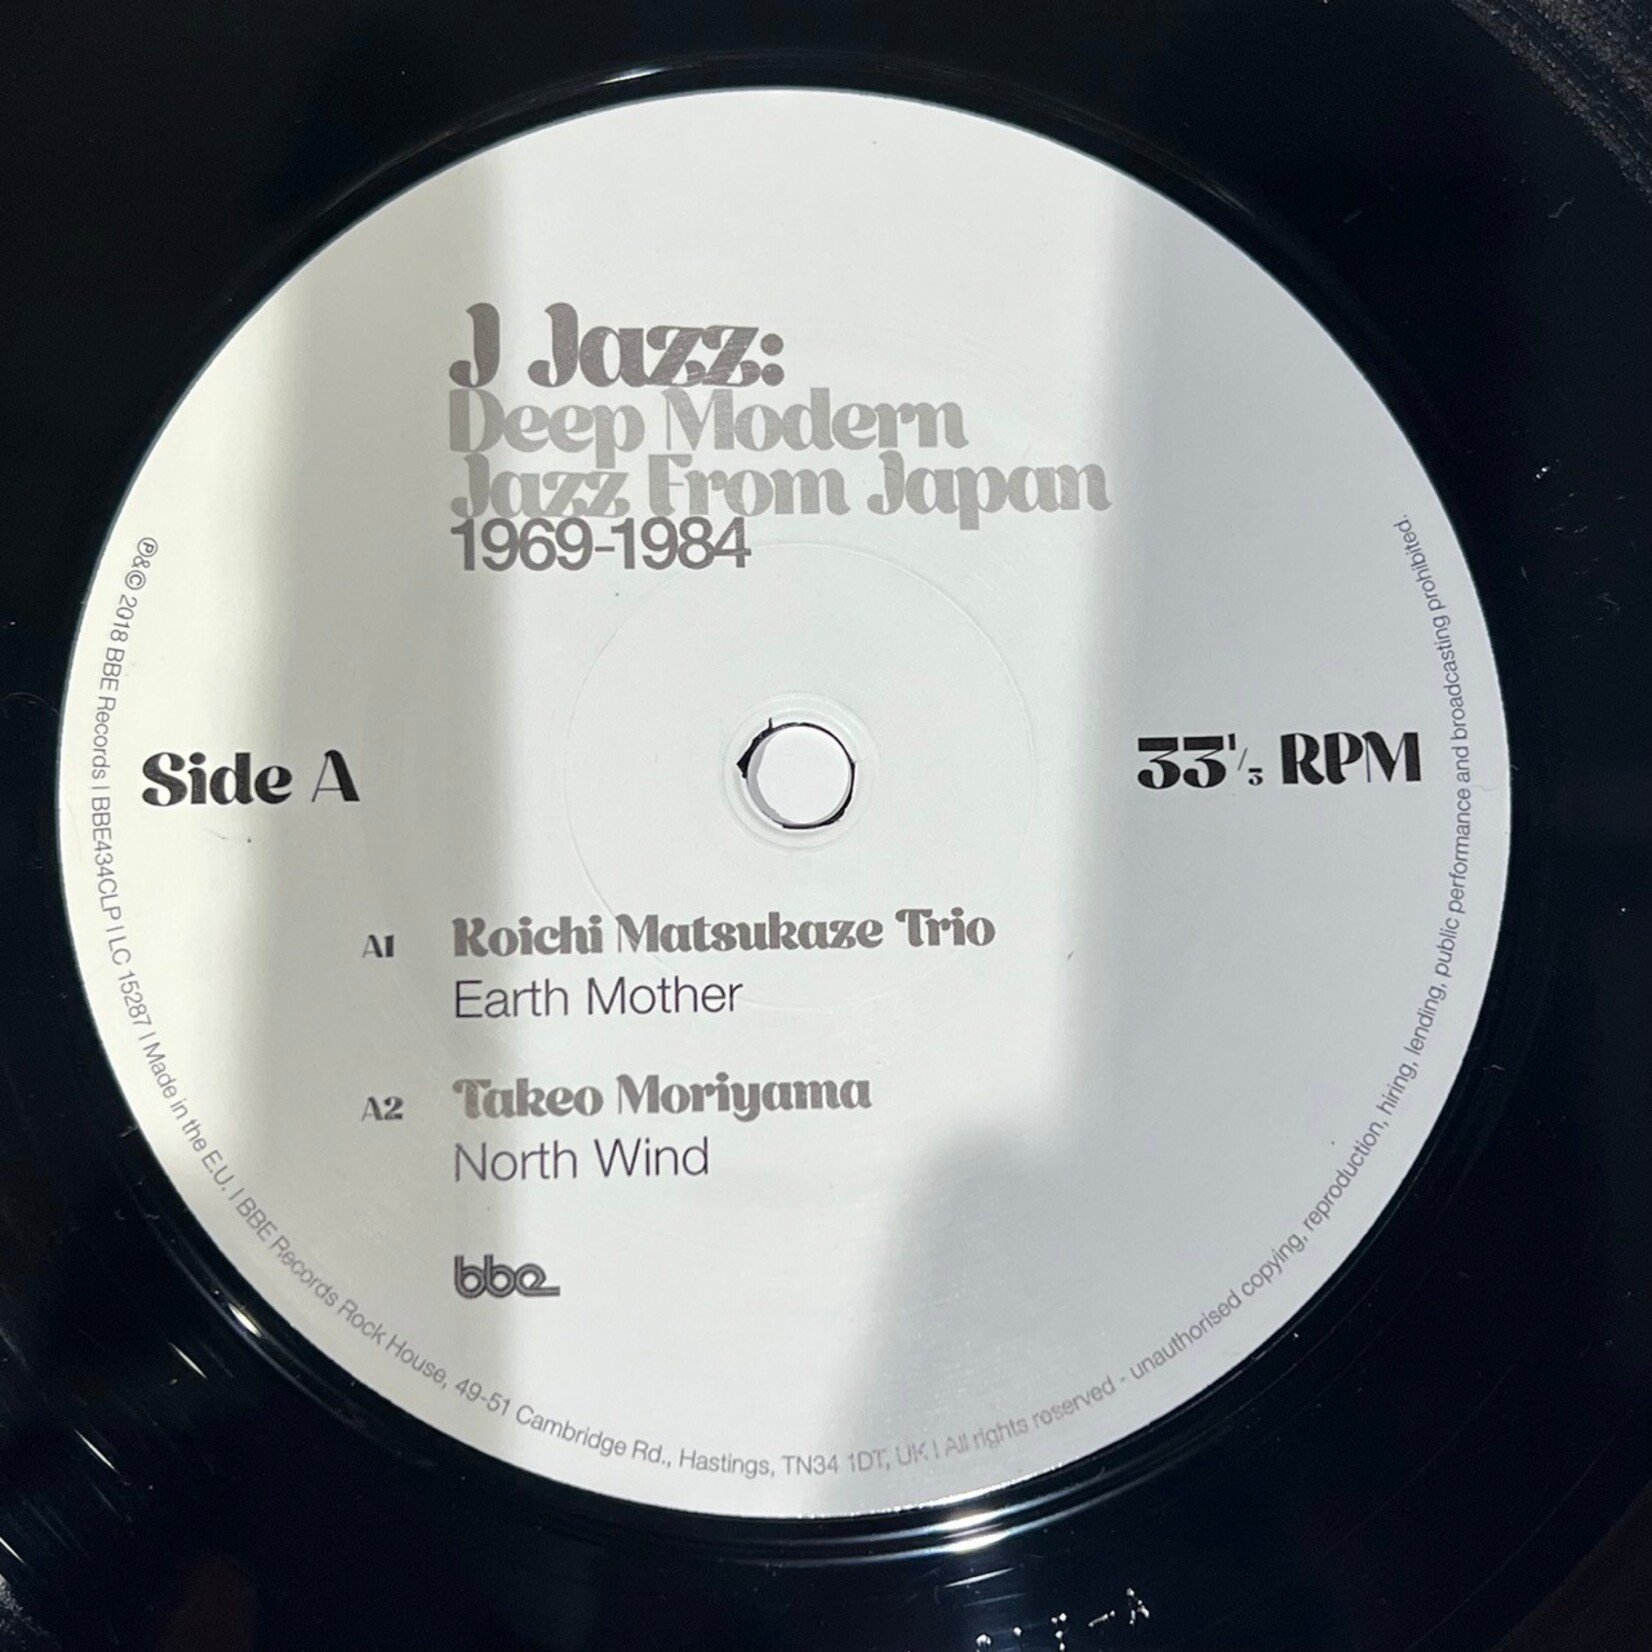 J Jazz:
Deep Modern
Jazz From Japan
1969-1984
Side A
33 1/3 RPM
A1 Koichi Matsukaze Trio
Earth Mother
A2 Takeo Moriyama
North Wind
bbe
℗&© 2018 BBE Records | BBE434CLP | LC 15287 | Made in the E.U. | BBE Records Rock House, 49-51 Cambridge Rd., Hastings, TN34 1DT, UK | All rights reserved - unauthorised copying, reproduction, hiring, lending, public performance and broadcasting prohibited.